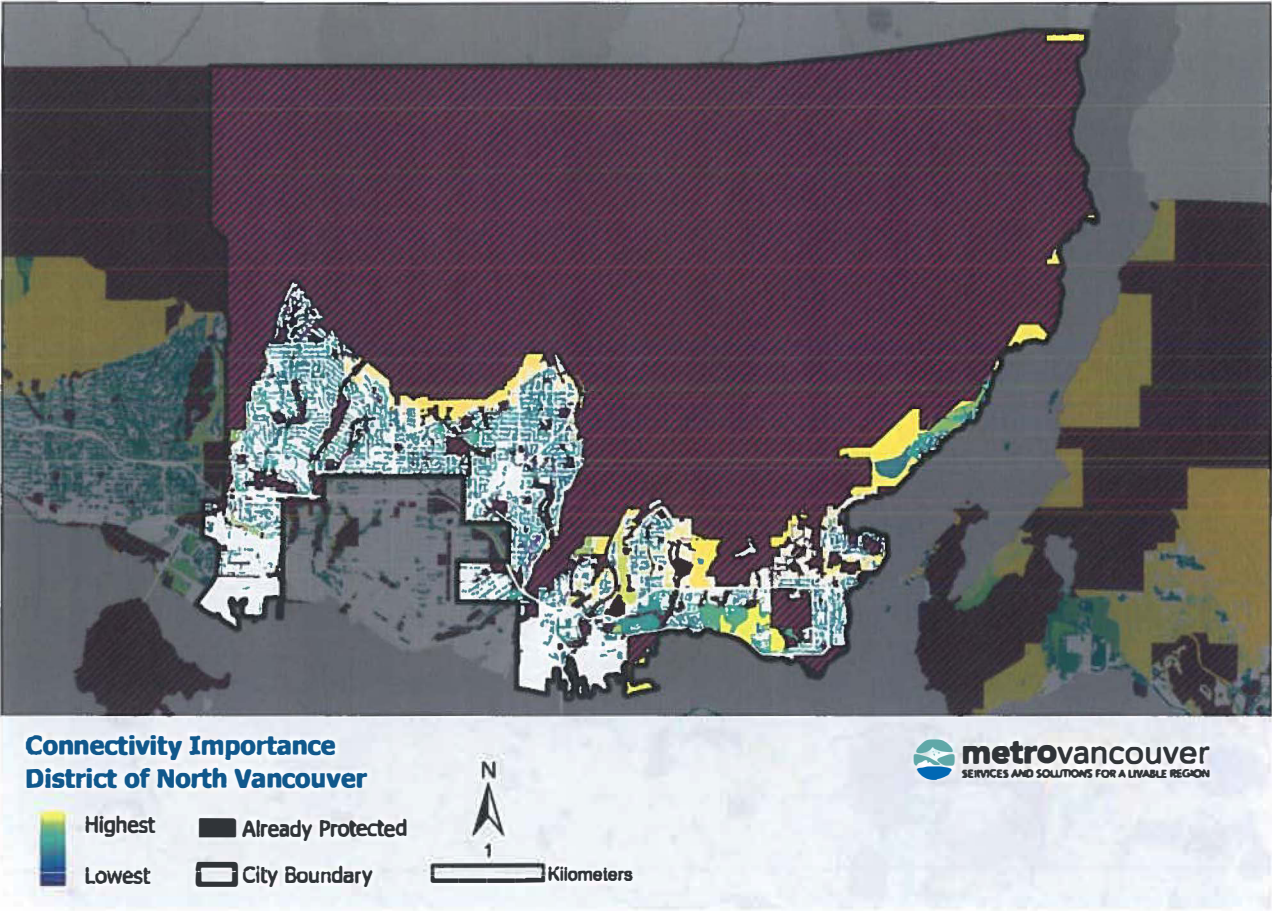 Connectivity Importance
District of North Vancouver
Highest
Lowest
Already Protected
City Boundary
N
1
Kilometers
metrovancouver
SERVICES AND SOLUTIONS FOR A LIVABLE REGION